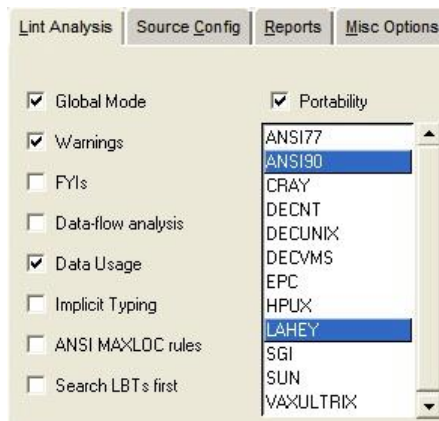 Lint Analysis
Source Config
Reports
Misc Options
Global Mode
Warnings
FYIs
Data-flow analysis
Data Usage
Implicit Typing
ANSI MAXLOC rules
Search LBTs first
Portability
ANSI77
ANSI90
CRAY
DECNT
DECUNIX
DECVMS
EPC
HPUX
LAHEY
SGI
SUN
VAXULTRIX